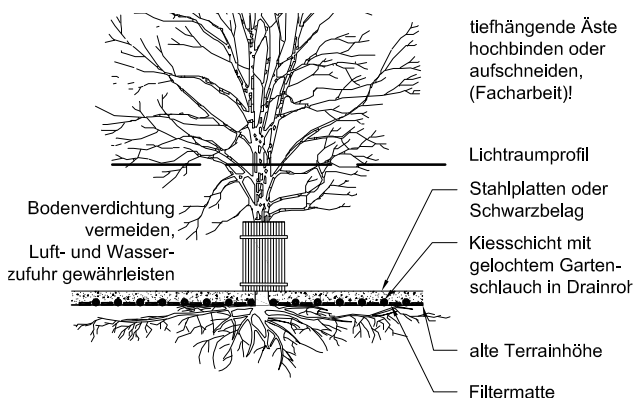 tiefhängende Äste
hochbinden oder
aufschneiden,
(Facharbeit)!
Lichtraumprofil
Stahlplatten oder
Schwarzbelag
Bodenverdichtung
vermeiden,
Luft- und Wasser-
zufuhr gewährleisten
Kiesschicht mit
gelochtem Garten-
schlauch in Drainroh
alte Terrainhöhe
Filtermatte